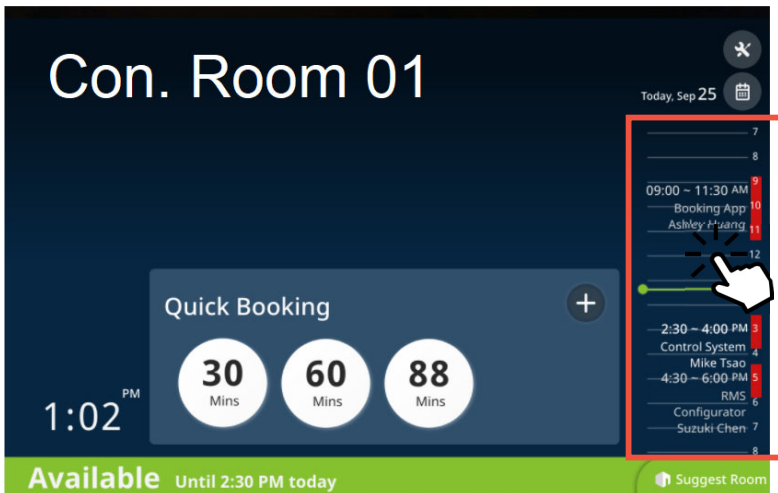 Con. Room 01
Today, Sep 25
7
8
9
09:00 ~ 11:30 AM
Booking App 10
Ashley Huang 11
12
2:30 ~ 4:00 PM 3
Control System 4
Mike Tsao
4:30 ~ 6:00 PM 5
RMS 6
Configurator
Suzuki Chen 7
8
Quick Booking
+
30 60 88
Mins Mins Mins
1:02 PM
Available Until 2:30 PM today
Suggest Room